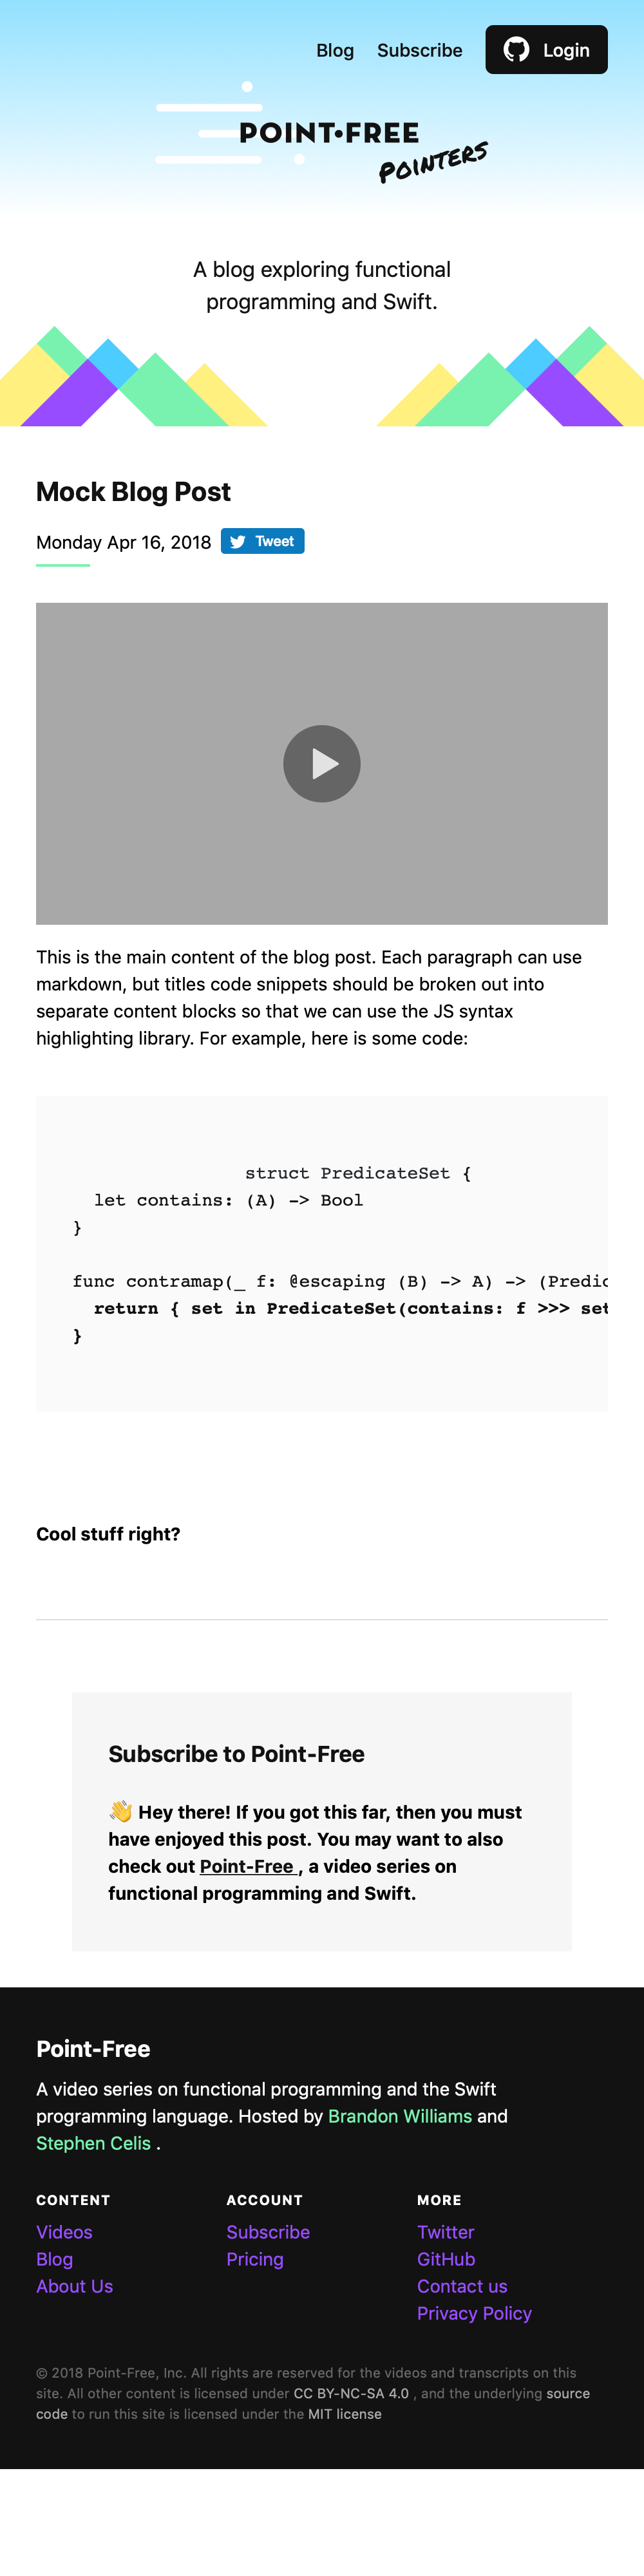 Blog Subscribe Login
POINT•FREE
POINTERS
A blog exploring functional
programming and Swift.
Mock Blog Post
Monday Apr 16, 2018 Tweet
This is the main content of the blog post. Each paragraph can use
markdown, but titles code snippets should be broken out into
separate content blocks so that we can use the JS syntax
highlighting library. For example, here is some code:
struct PredicateSet {
let contains: (A) -> Bool
}
func contramap(_ f: @escaping (B) -> A) -> (Predic
return { set in PredicateSet(contains: f >>> set
}
Cool stuff right?
Subscribe to Point-Free
👋 Hey there! If you got this far, then you must
have enjoyed this post. You may want to also
check out Point-Free , a video series on
functional programming and Swift.
Point-Free
A video series on functional programming and the Swift
programming language. Hosted by Brandon Williams and
Stephen Celis .
CONTENT ACCOUNT MORE
Videos Subscribe Twitter
Blog Pricing GitHub
About Us Contact us
Privacy Policy
© 2018 Point-Free, Inc. All rights are reserved for the videos and transcripts on this
site. All other content is licensed under CC BY-NC-SA 4.0 , and the underlying source
code to run this site is licensed under the MIT license